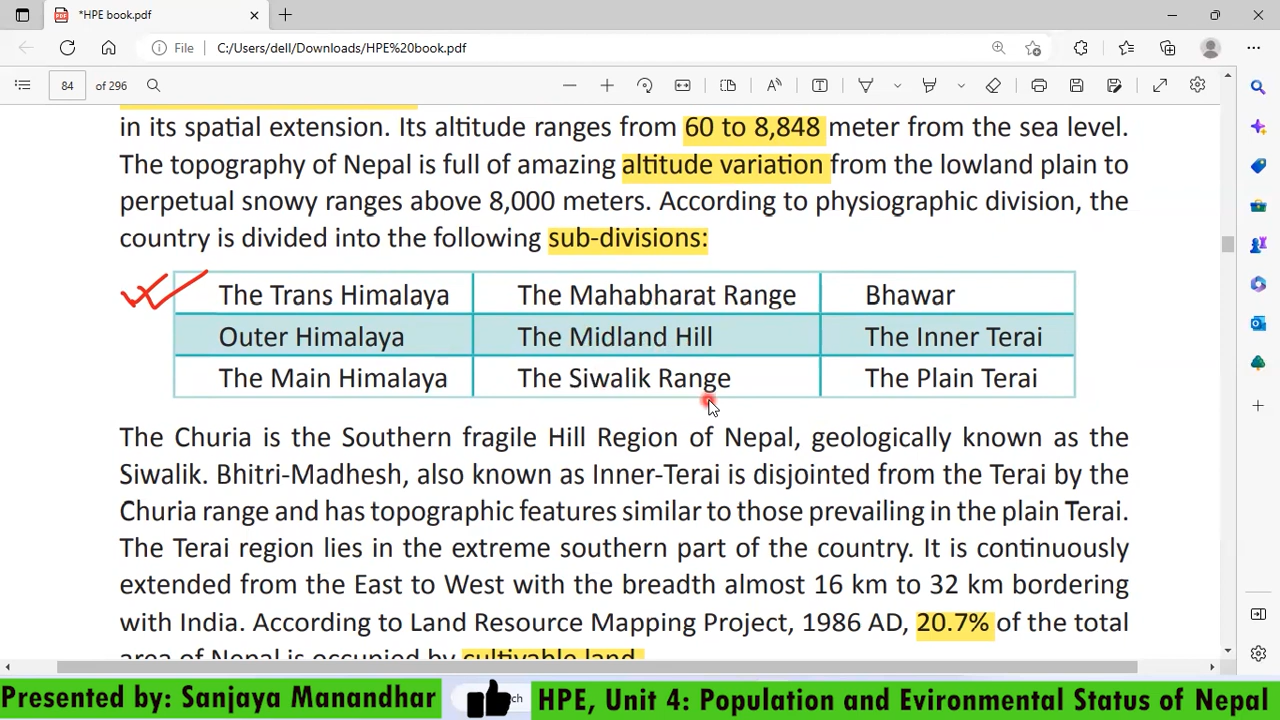 *HPE book.pdf
File C:/Users/dell/Downloads/HPE%20book.pdf
84 of 296
in its spatial extension. Its altitude ranges from 60 to 8,848 meter from the sea level.
The topography of Nepal is full of amazing altitude variation from the lowland plain to
perpetual snowy ranges above 8,000 meters. According to physiographic division, the
country is divided into the following sub-divisions:
The Trans Himalaya The Mahabharat Range Bhawar
Outer Himalaya The Midland Hill The Inner Terai
The Main Himalaya The Siwalik Range The Plain Terai
The Churia is the Southern fragile Hill Region of Nepal, geologically known as the
Siwalik. Bhitri-Madhesh, also known as Inner-Terai is disjointed from the Terai by the
Churia range and has topographic features similar to those prevailing in the plain Terai.
The Terai region lies in the extreme southern part of the country. It is continuously
extended from the East to West with the breadth almost 16 km to 32 km bordering
with India. According to Land Resource Mapping Project, 1986 AD, 20.7% of the total
area of Nepal is occupied by cultivable land.
Presented by: Sanjaya Manandhar HPE, Unit 4: Population and Evironmental Status of Nepal